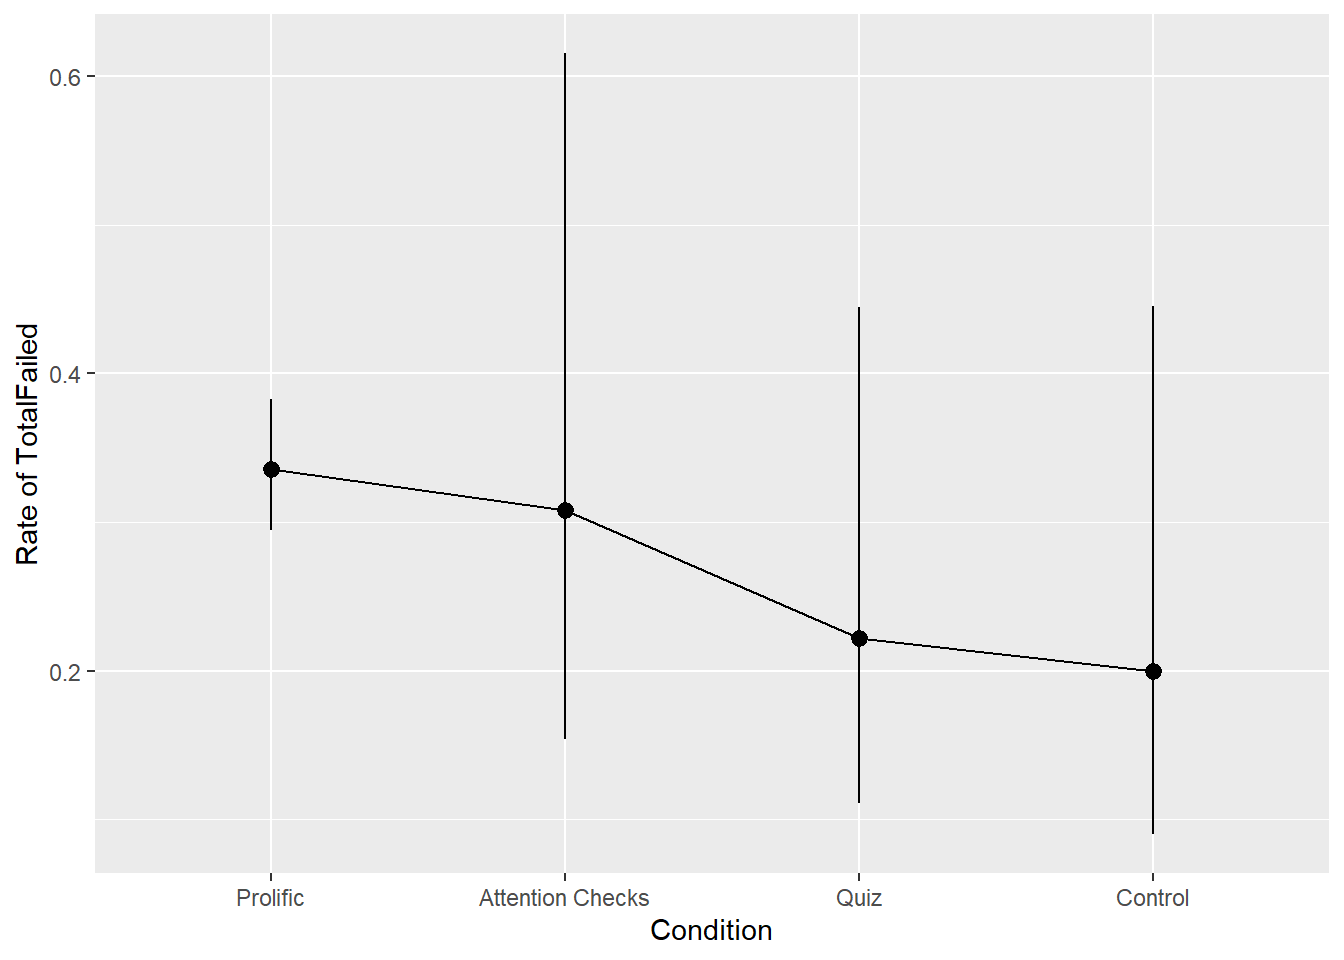 0.6
0.4
0.2
Rate of TotalFailed
Prolific
Attention Checks
Quiz
Control
Condition